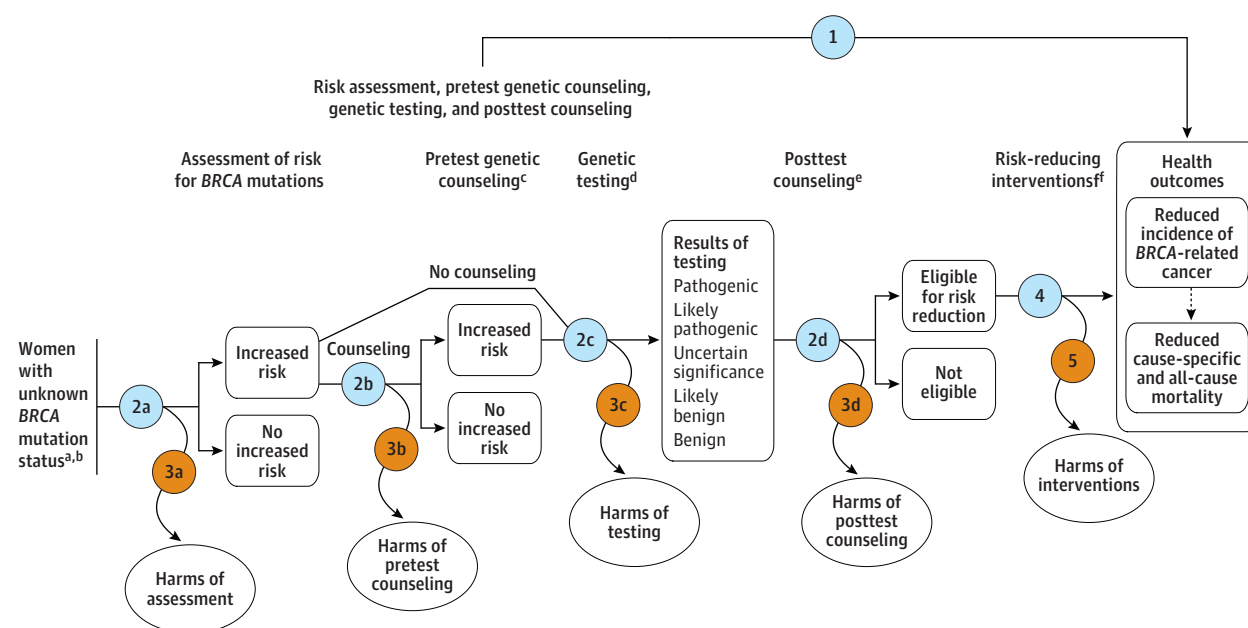 1
Risk assessment, pretest genetic counseling,
genetic testing, and posttest counseling
Assessment of risk
for BRCA mutations
Pretest genetic
counselingc
Genetic
testingd
Posttest
counselinge
Risk-reducing
interventionsf
Health
outcomes
Reduced
incidence of
BRCA-related
cancer
Reduced
cause-specific
and all-cause
mortality
Women
with
unknown
BRCA
mutation
statusa,b
2a
3a
Harms of
assessment
Increased
risk
No
increased
risk
No counseling
Counseling
2b
3b
Harms of
pretest
counseling
Increased
risk
No
increased
risk
2c
3c
Harms of
testing
Results of
testing
Pathogenic
Likely
pathogenic
Uncertain
significance
Likely
benign
Benign
2d
3d
Harms of
posttest
counseling
Eligible
for risk
reduction
Not
eligible
4
5
Harms of
interventions